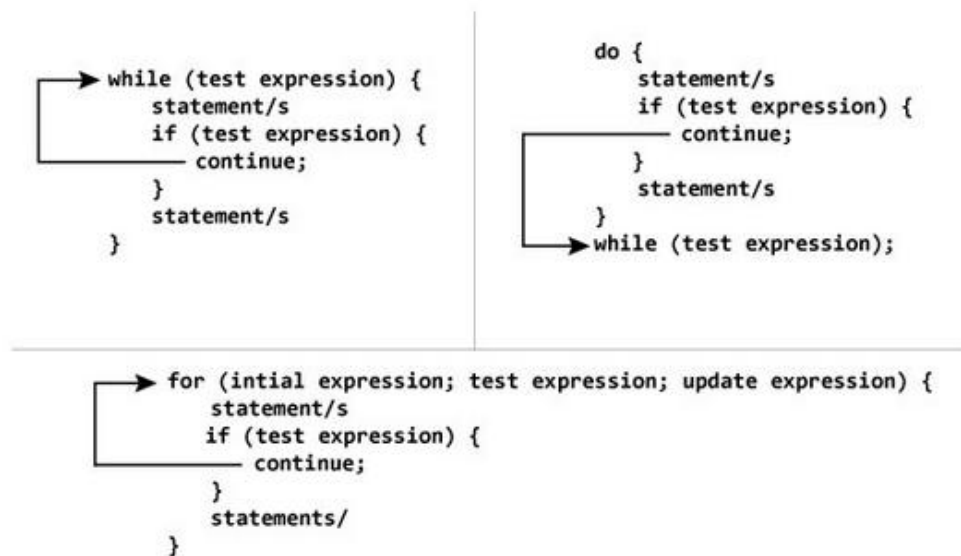 while (test expression) {
statement/s
if (test expression) {
continue;
}
statement/s
}
do {
statement/s
if (test expression) {
continue;
}
statement/s
}
while (test expression);
for (intial expression; test expression; update expression) {
statement/s
if (test expression) {
continue;
}
statements/
}